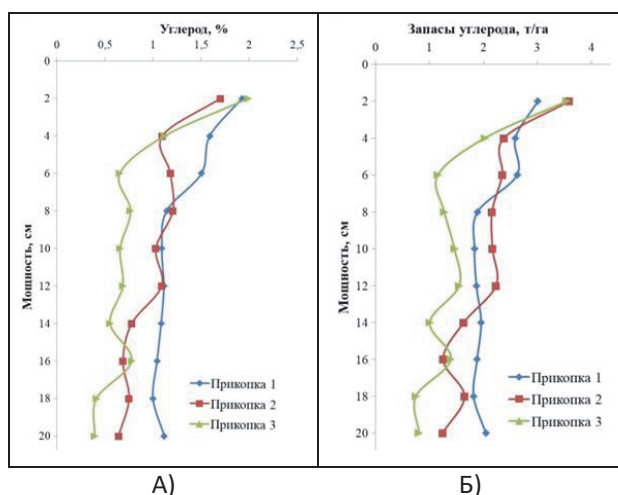 Углерод, %
0 0,5 1 1,5 2 2,5
0
2
4
6
8
10
12
14
16
18
20
Мощность, см
Прикопка 1
Прикопка 2
Прикопка 3
А)
Запасы углерода, т/га
0 1 2 3 4
0
2
4
6
8
10
12
14
16
18
20
Мощность, см
Прикопка 1
Прикопка 2
Прикопка 3
Б)